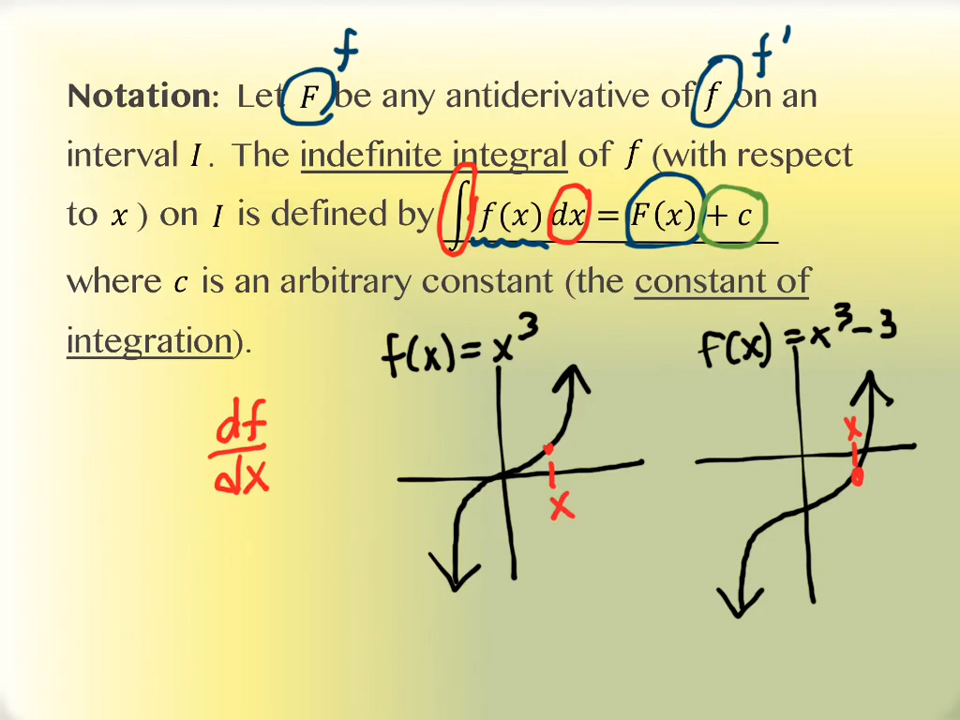 f f'
Notation: Let F be any antiderivative of f on an
interval I. The indefinite integral of f (with respect
to x) on I is defined by ∫ f(x) dx = F(x) + c
where c is an arbitrary constant (the constant of
integration).
f(x) = x³ f(x) = x³ - 3
df
dx
x
x